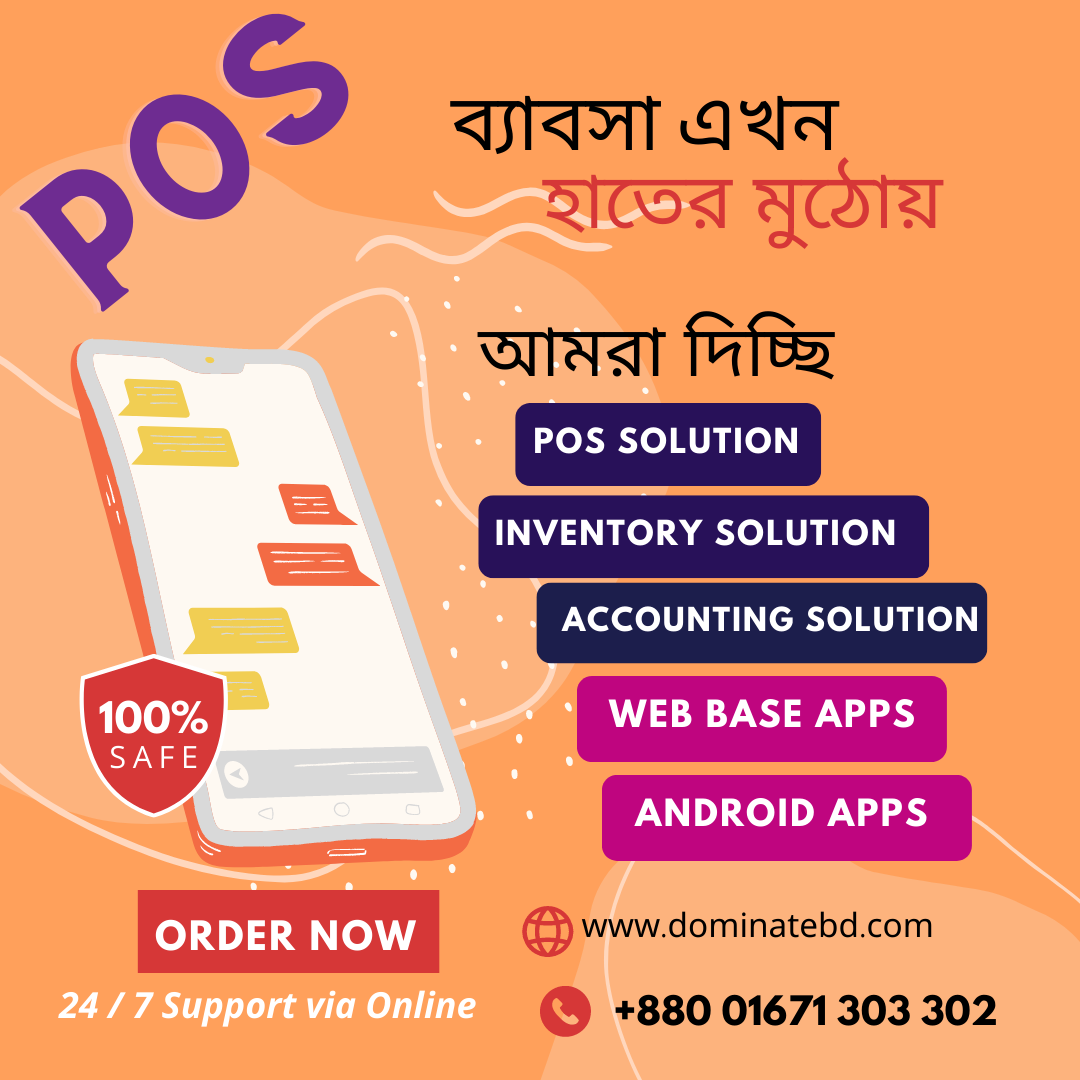 POS
ব্যাবসা এখন
হাতের মুঠোয়
আমরা দিচ্ছি
POS SOLUTION
INVENTORY SOLUTION
ACCOUNTING SOLUTION
WEB BASE APPS
ANDROID APPS
100%
SAFE
ORDER NOW
24 / 7 Support via Online
www.dominatebd.com
+880 01671 303 302